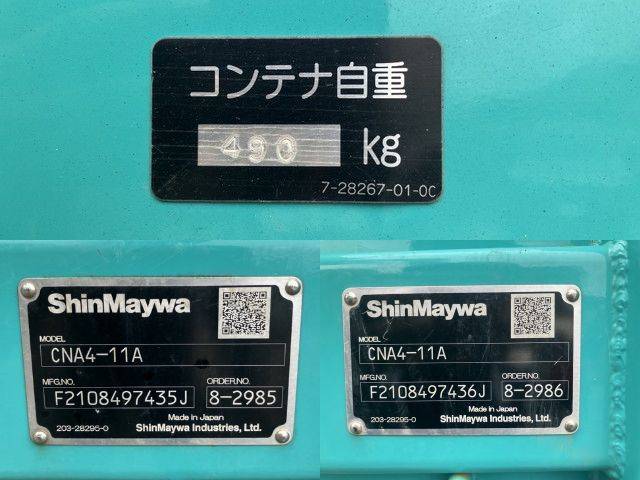 コンテナ自重
490 kg
7-28267-01-0C
ShinMaywa
MODEL
CNA4-11A
MFG.NO. ORDER.NO.
F2108497435J 8-2985
Made in Japan
203-28295-0 ShinMaywa Industries, Ltd.
ShinMaywa
MODEL
CNA4-11A
MFG.NO. ORDER.NO.
F2108497436J 8-2986
Made in Japan
203-28295-0 ShinMaywa Industries, Ltd.